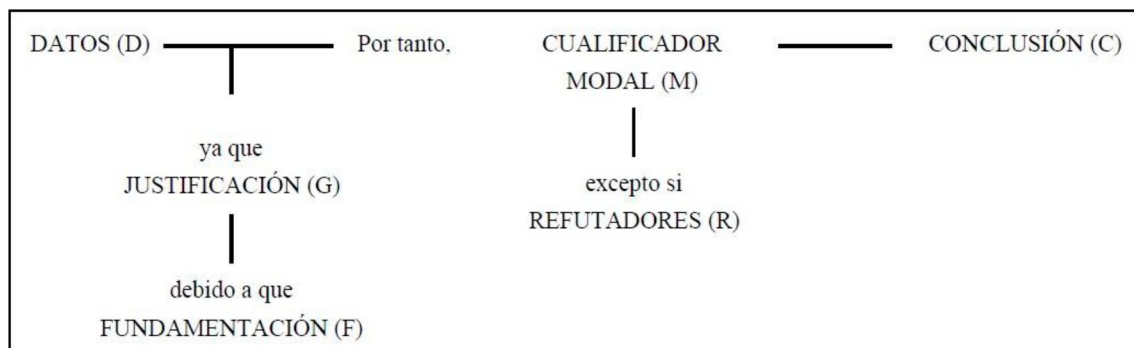 DATOS (D) Por tanto, CUALIFICADOR CONCLUSIÓN (C)
MODAL (M)
ya que
JUSTIFICACIÓN (G)
excepto si
REFUTADORES (R)
debido a que
FUNDAMENTACIÓN (F)